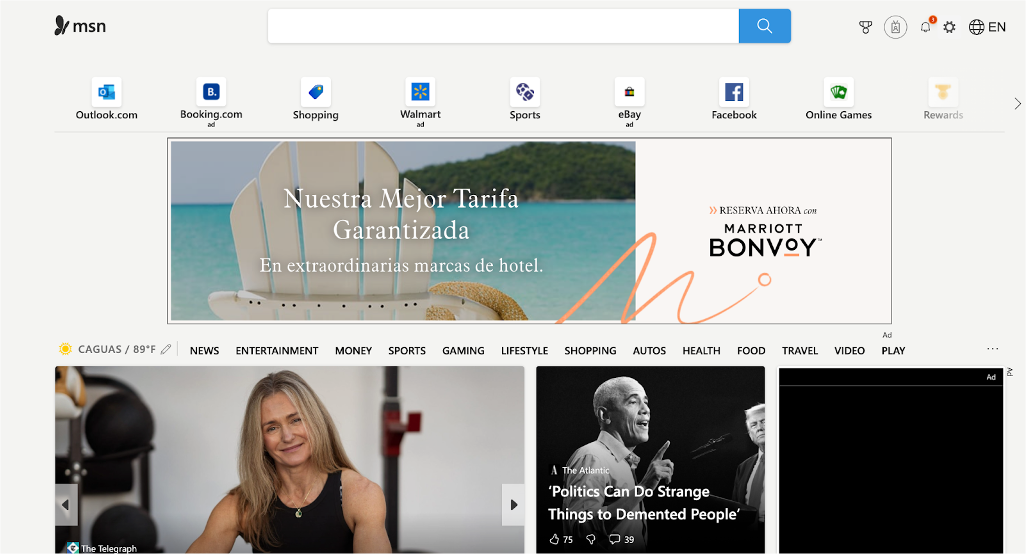 msn
3
EN
Outlook.com
Booking.com
ad
Shopping
Walmart
ad
Sports
eBay
ad
Facebook
Online Games
Rewards
B.
Nuestra Mejor Tarifa
Garantizada
En extraordinarias marcas de hotel.
RESERVA AHORA con
MARRIOTT
BONVOY™
Ad
CAGUAS / 89°F
NEWS ENTERTAINMENT MONEY SPORTS GAMING LIFESTYLE SHOPPING AUTOS HEALTH FOOD TRAVEL VIDEO PLAY
The Telegraph
A The Atlantic
‘Politics Can Do Strange
Things to Demented People’
75 39
Ad
Ad